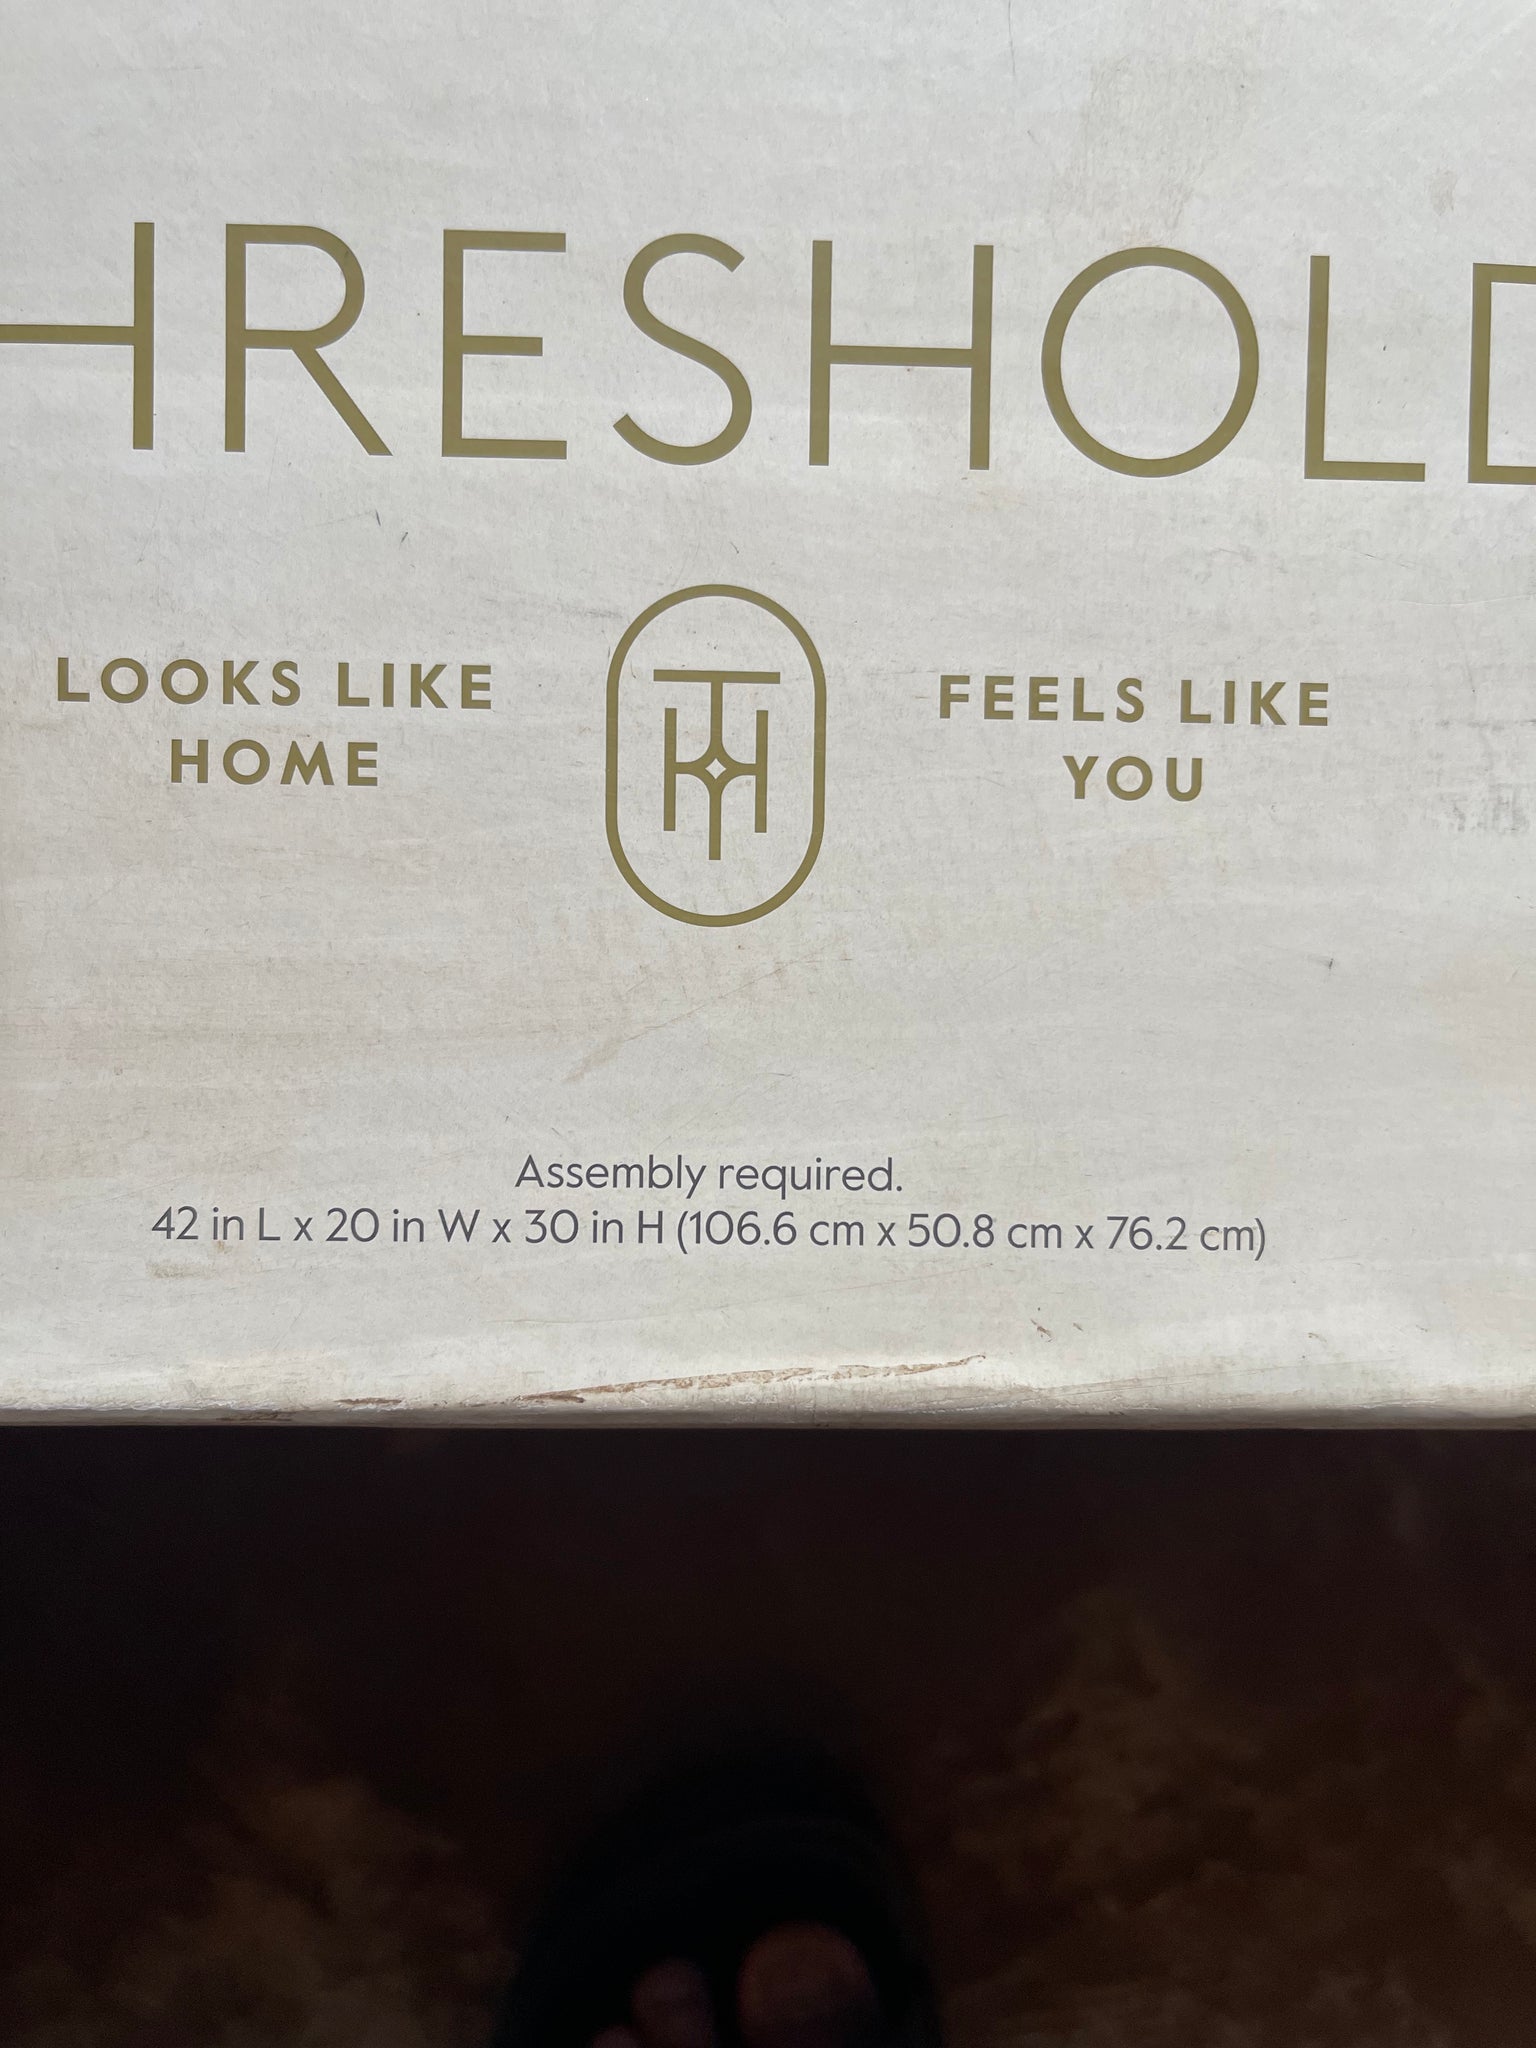 HRESHOLD
LOOKS LIKE
HOME
TH
FEELS LIKE
YOU
Assembly required.
42 in L x 20 in W x 30 in H (106.6 cm x 50.8 cm x 76.2 cm)